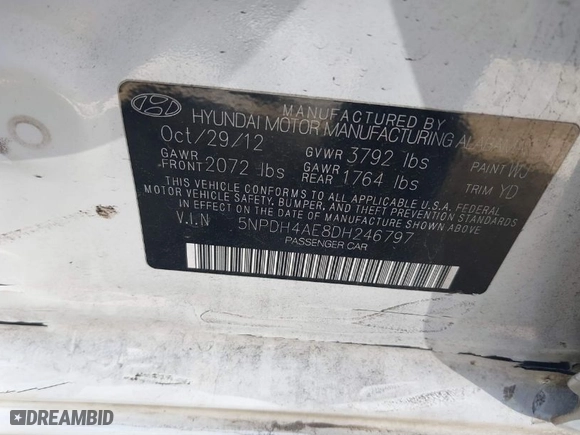 MANUFACTURED BY
HYUNDAI MOTOR MANUFACTURING
Oct/29/12 GVWR 3792 lbs
GAWR FRONT 2072 lbs GAWR REAR 1764 lbs PAINT WJ
THIS VEHICLE CONFORMS TO ALL APPLICABLE U.S.A. FEDERAL TRIM YD
MOTOR VEHICLE SAFETY, BUMPER, AND THEFT PREVENTION STANDARDS
IN EFFECT ON THE DATE OF MANUFACTURE SHOWN ABOVE.
V.I.N 5NPDH4AE8DH246797
PASSENGER CAR
DREAMBID